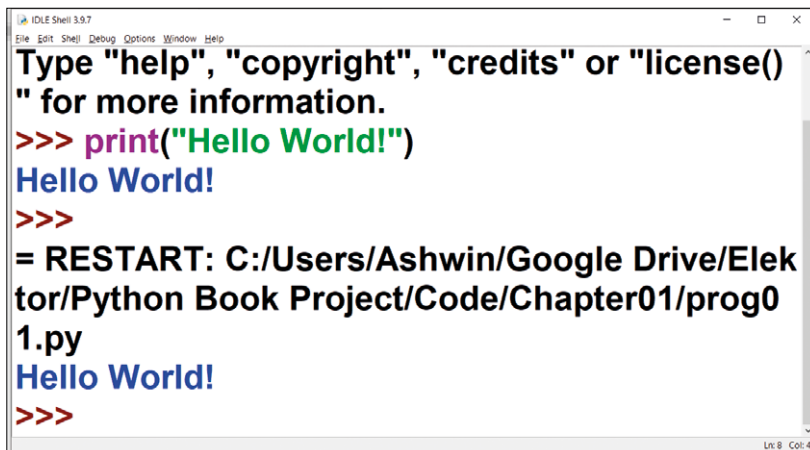 IDLE Shell 3.9.7
File Edit Shell Debug Options Window Help
Type "help", "copyright", "credits" or "license()
" for more information.
>>> print("Hello World!")
Hello World!
>>>
= RESTART: C:/Users/Ashwin/Google Drive/Elek
tor/Python Book Project/Code/Chapter01/prog0
1.py
Hello World!
>>>
Ln: 8 Col: 4